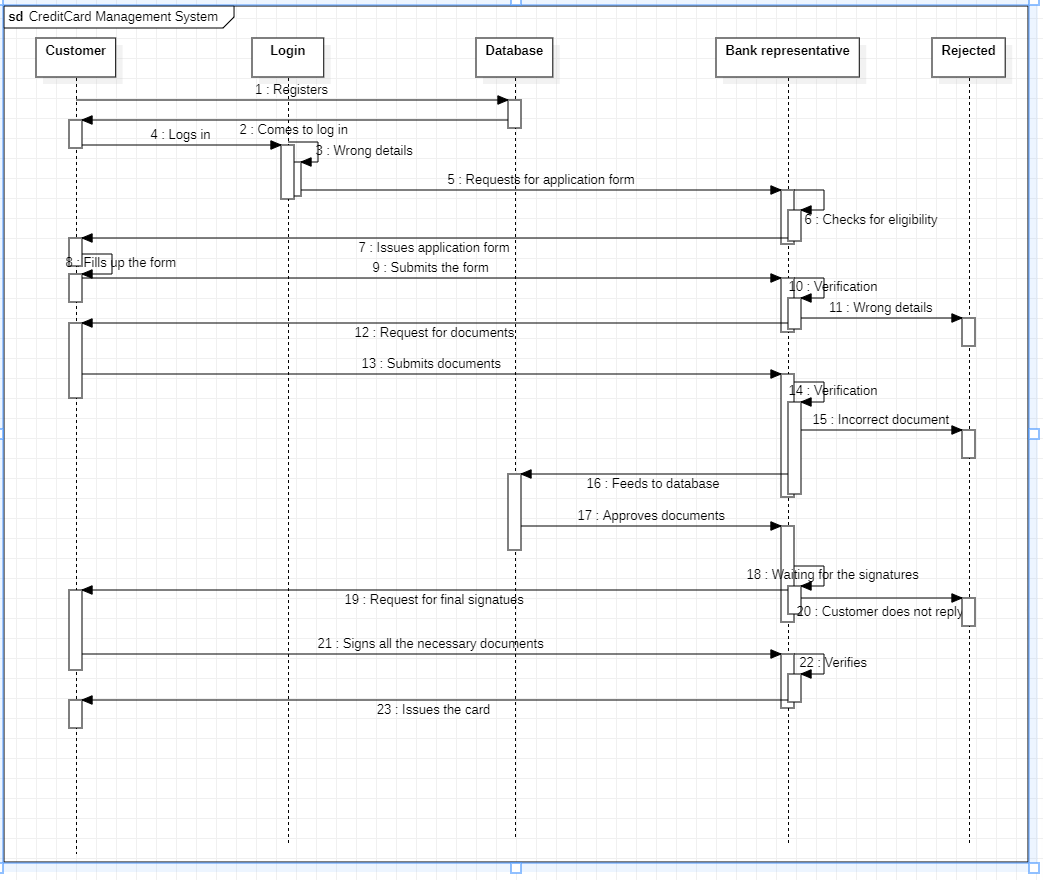 sd CreditCard Management System
Customer
Login
Database
Bank representative
Rejected
1 : Registers
2 : Comes to log in
4 : Logs in
3 : Wrong details
5 : Requests for application form
6 : Checks for eligibility
7 : Issues application form
8 : Fills up the form
9 : Submits the form
10 : Verification
11 : Wrong details
12 : Request for documents
13 : Submits documents
14 : Verification
15 : Incorrect document
16 : Feeds to database
17 : Approves documents
18 : Waiting for the signatures
19 : Request for final signatues
20 : Customer does not reply
21 : Signs all the necessary documents
22 : Verifies
23 : Issues the card